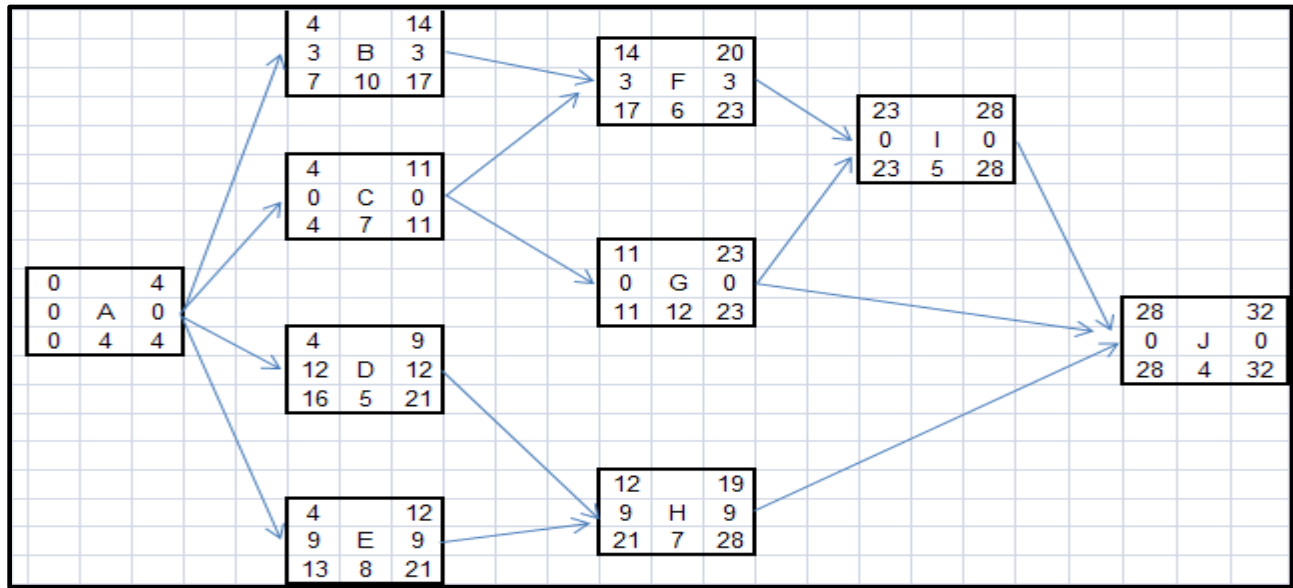 4 14
3 B 3
7 10 17
14 20
3 F 3
17 6 23
23 28
0 I 0
23 5 28
4 11
0 C 0
4 7 11
11 23
0 G 0
11 12 23
0 4
0 A 0
0 4 4
28 32
0 J 0
28 4 32
4 9
12 D 12
16 5 21
12 19
9 H 9
21 7 28
4 12
9 E 9
13 8 21